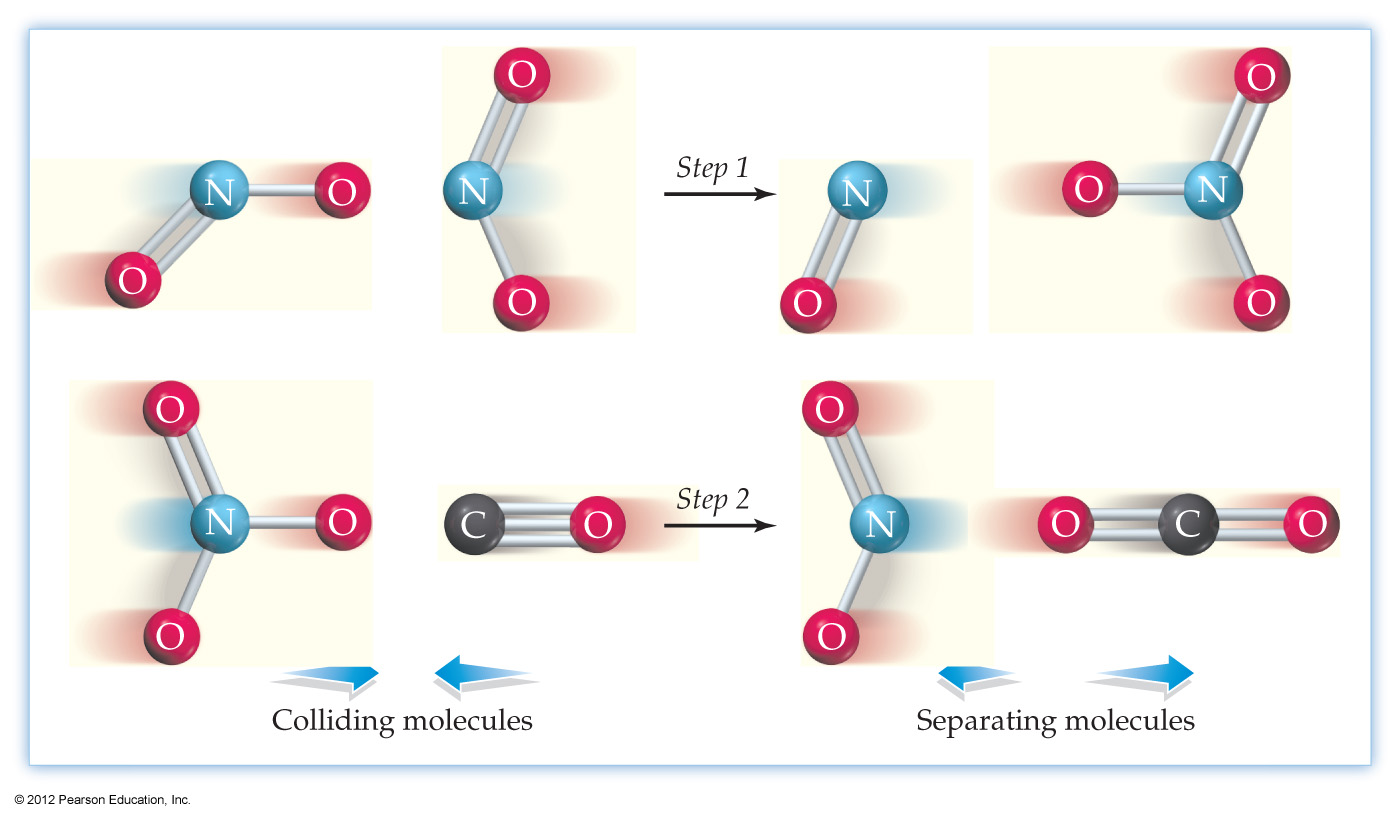 O
N O N
O O
Step 1
N
O
O
O N
O
O
N O
O
C O
Step 2
O
N
O
O C O
Colliding molecules
Separating molecules
© 2012 Pearson Education, Inc.